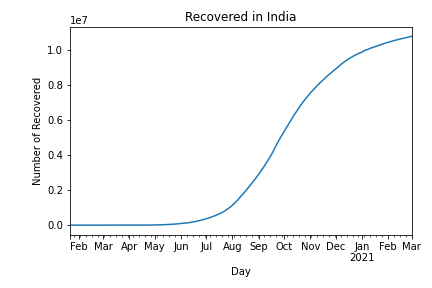 Recovered in India
1e7
1.0
0.8
0.6
0.4
0.2
0.0
Number of Recovered
Feb Mar Apr May Jun Jul Aug Sep Oct Nov Dec Jan Feb Mar
2021
Day